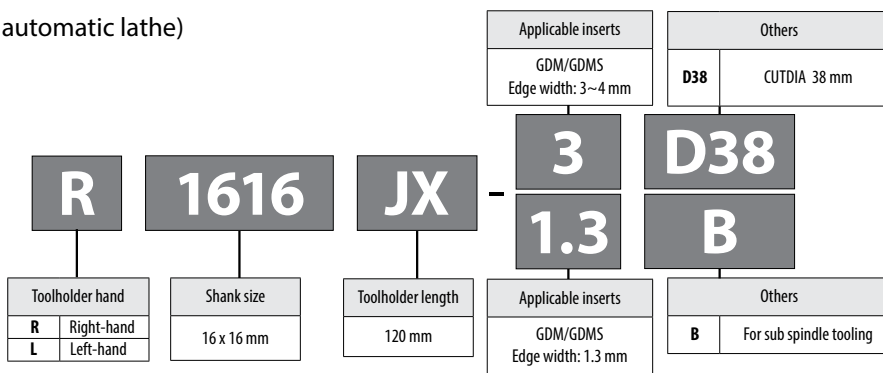 automatic lathe)
Applicable inserts
GDM/GDMS
Edge width: 3~4 mm
Others
D38 CUTDIA 38 mm
R 1616 JX - 3 D38
1.3 B
Toolholder hand
R Right-hand
L Left-hand
Shank size
16 x 16 mm
Toolholder length
120 mm
Applicable inserts
GDM/GDMS
Edge width: 1.3 mm
Others
B For sub spindle tooling